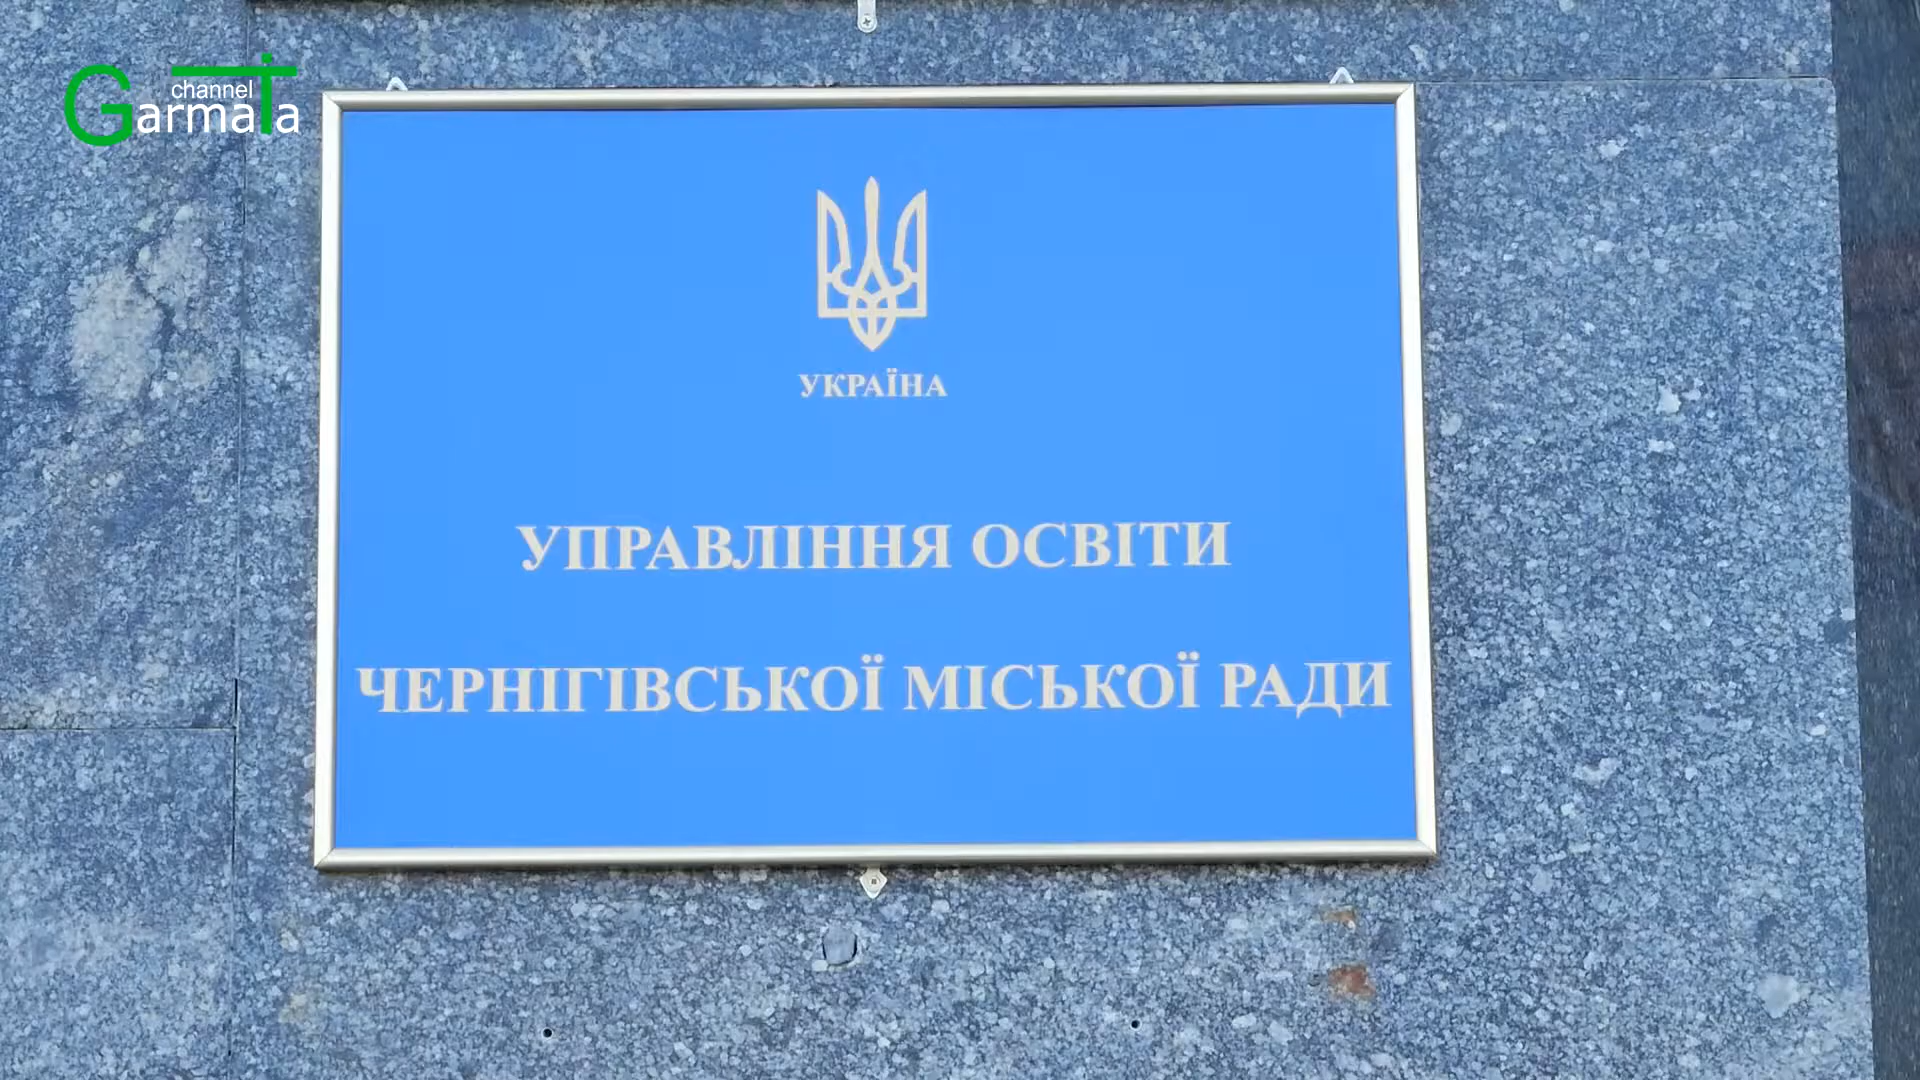 channel
GarmaTa
УКРАЇНА
УПРАВЛІННЯ ОСВІТИ
ЧЕРНІГІВСЬКОЇ МІСЬКОЇ РАДИ